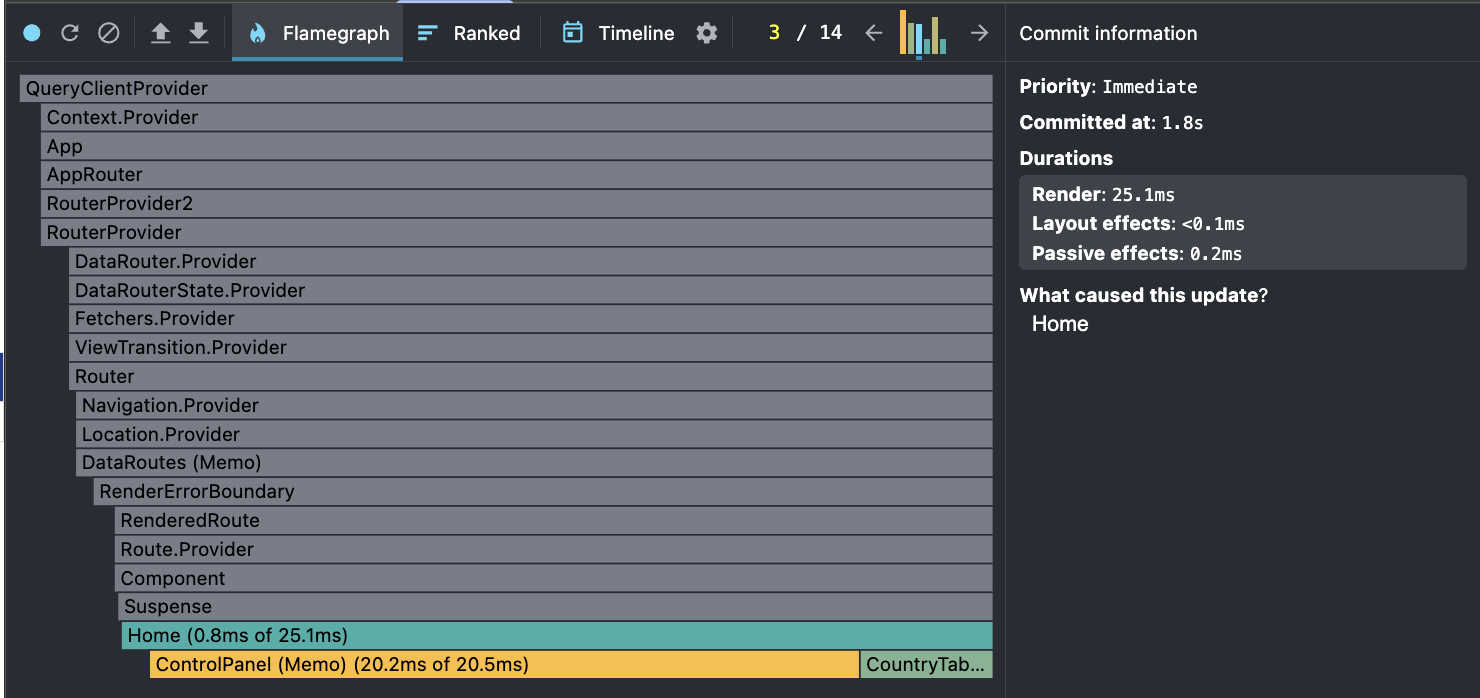 Flamegraph Ranked Timeline 3 / 14
Commit information
QueryClientProvider
Context.Provider
App
AppRouter
RouterProvider2
RouterProvider
DataRouter.Provider
DataRouterState.Provider
Fetchers.Provider
ViewTransition.Provider
Router
Navigation.Provider
Location.Provider
DataRoutes (Memo)
RenderErrorBoundary
RenderedRoute
Route.Provider
Component
Suspense
Home (0.8ms of 25.1ms)
ControlPanel (Memo) (20.2ms of 20.5ms) CountryTab...
Priority: Immediate
Committed at: 1.8s
Durations
Render: 25.1ms
Layout effects: <0.1ms
Passive effects: 0.2ms
What caused this update?
Home